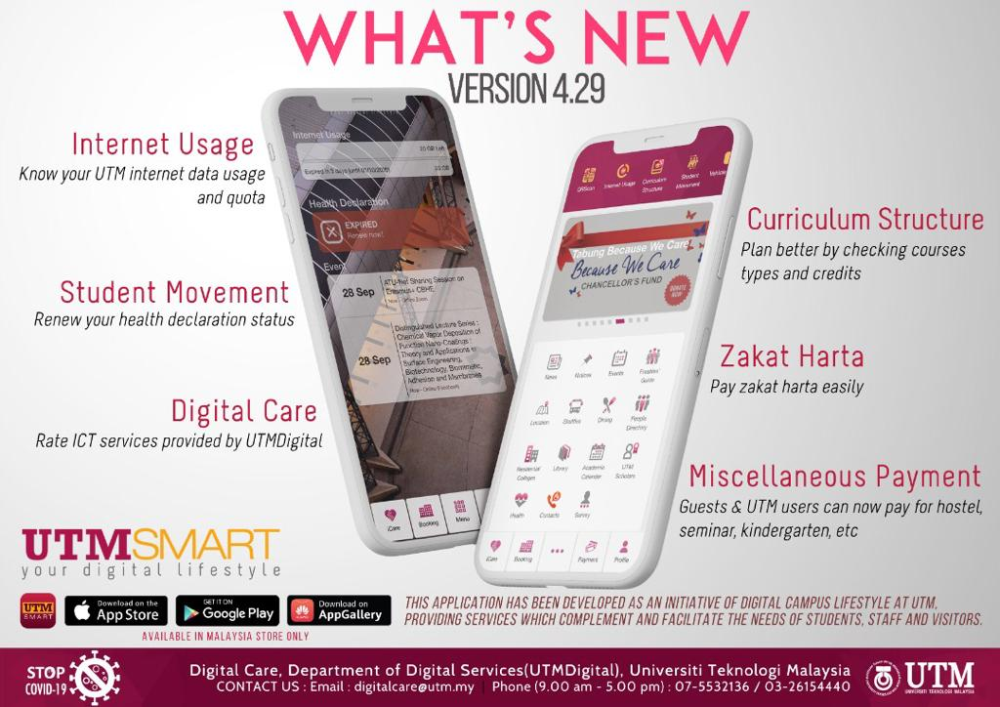 WHAT'S NEW
VERSION 4.29
Internet Usage
Know your UTM internet data usage
and quota
Student Movement
Renew your health declaration status
Digital Care
Rate ICT services provided by UTMDigital
Internet Usage
20 GB Left
Health Declaration
EXPIRED
Renew now!
Event
28 Sep
ATU-Net Sharing Session on
Erasmus+ CBHE
Now - Online Zoom
28 Sep
Distinguished Lecture Series :
Chemical Vapor Deposition of
Function Nano-Coatings :
Theory and Applications in
Surface Engineering,
Biotechnology, Biomimetic,
Adhesion and Membranes
Now - Online (Facebook)
iCare
Booking
Menu
QRScan
Internet Usage
Curriculum
Structure
Student
Movement
Vehicle
Tabung Because We Care
Because We Care
CHANCELLOR'S FUND
DONATE
NOW
News
Notices
Events
Freshies'
Guide
Location
Shuttles
Dining
People
Directory
Residential
Colleges
Library
Academic
Calendar
UTM
Scholars
Health
Contacts
Survey
iCare
Booking
Payment
Profile
Curriculum Structure
Plan better by checking courses
types and credits
Zakat Harta
Pay zakat harta easily
Miscellaneous Payment
Guests & UTM users can now pay for hostel,
seminar, kindergarten, etc
UTMSMART
your digital lifestyle
UTM
SMART
Download on the
App Store
GET IT ON
Google Play
HUAWEI
Download on
AppGallery
AVAILABLE IN MALAYSIA STORE ONLY
THIS APPLICATION HAS BEEN DEVELOPED AS AN INITIATIVE OF DIGITAL CAMPUS LIFESTYLE AT UTM,
PROVIDING SERVICES WHICH COMPLEMENT AND FACILITATE THE NEEDS OF STUDENTS, STAFF AND VISITORS.
STOP
COVID-19
Digital Care, Department of Digital Services(UTMDigital), Universiti Teknologi Malaysia
CONTACT US : Email : digitalcare@utm.my | Phone (9.00 am - 5.00 pm) : 07-5532136 / 03-26154440
UTM
UNIVERSITI TEKNOLOGI MALAYSIA